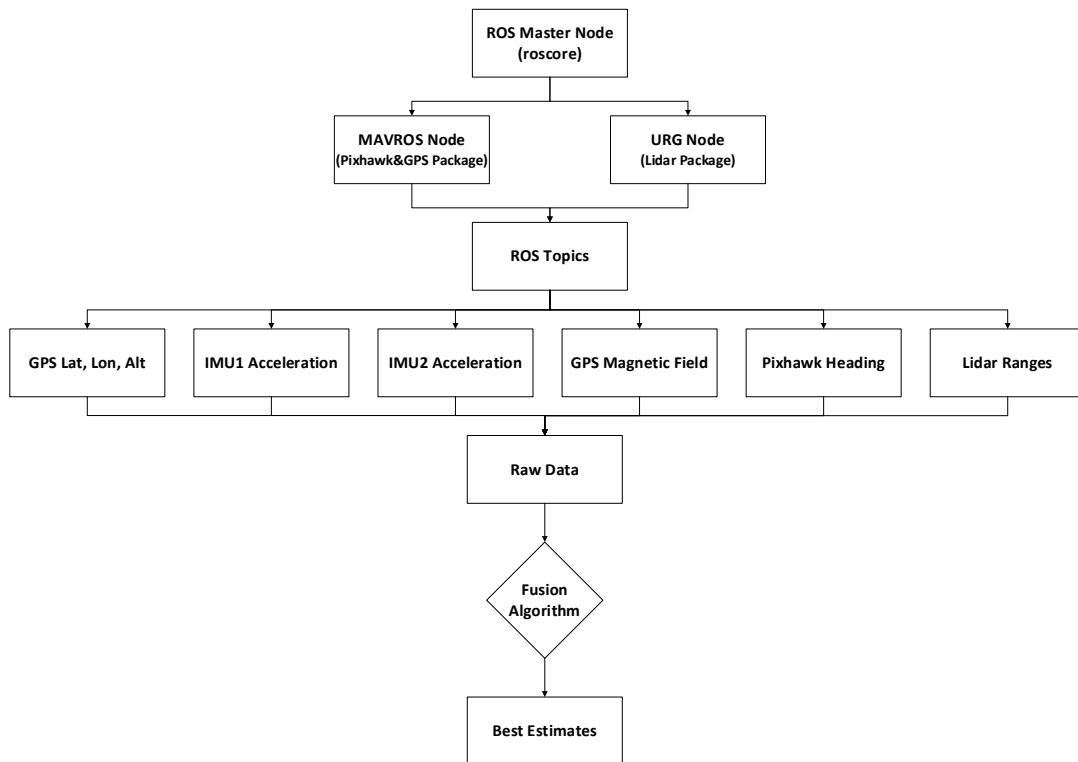 ROS Master Node
(roscore)
MAVROS Node
(Pixhawk&GPS Package)
URG Node
(Lidar Package)
ROS Topics
GPS Lat, Lon, Alt
IMU1 Acceleration
IMU2 Acceleration
GPS Magnetic Field
Pixhawk Heading
Lidar Ranges
Raw Data
Fusion
Algorithm
Best Estimates